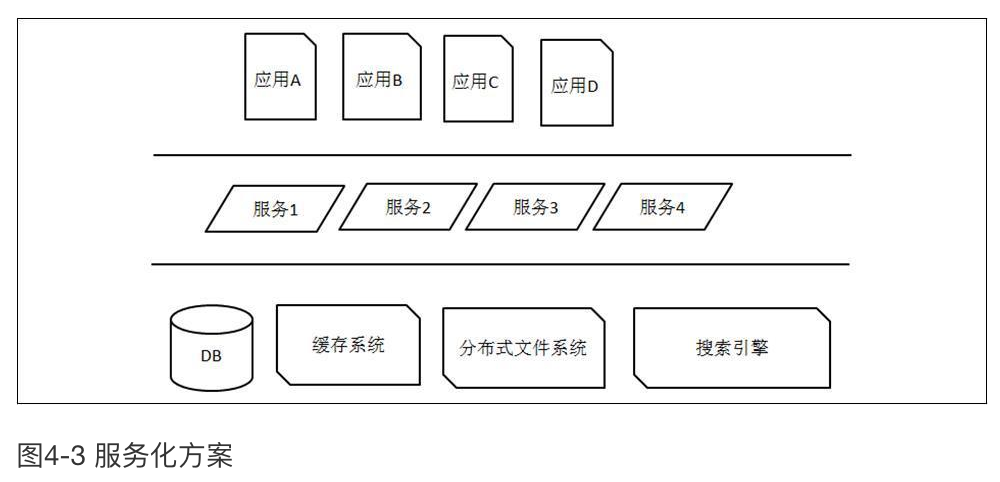 应用A
应用B
应用C
应用D
服务1
服务2
服务3
服务4
DB
缓存系统
分布式文件系统
搜索引擎
图4-3 服务化方案